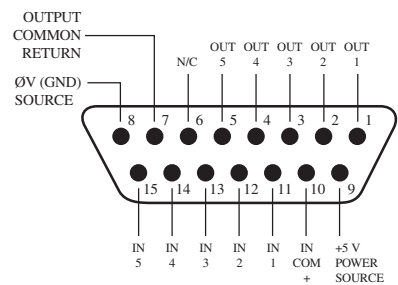 OUTPUT
COMMON
RETURN
ØV (GND)
SOURCE
N/C
OUT OUT OUT OUT OUT
5 4 3 2 1
8 7 6 5 4 3 2 1
15 14 13 12 11 10 9
IN IN IN IN IN IN +5 V
5 4 3 2 1 COM POWER
+ SOURCE